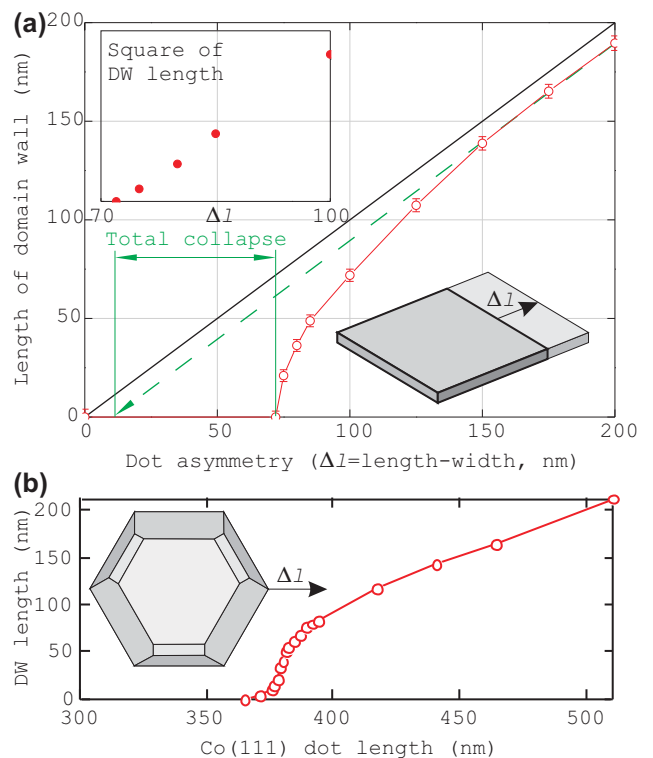 (a)
200
150
100
50
0
Length of domain wall (nm)
Square of
DW length
70
Δl
100
Total collapse
Δl
0
50
100
150
200
Dot asymmetry (Δl=length-width, nm)
(b)
200
150
100
50
0
DW length (nm)
Δl
300
350
400
450
500
Co(111) dot length (nm)